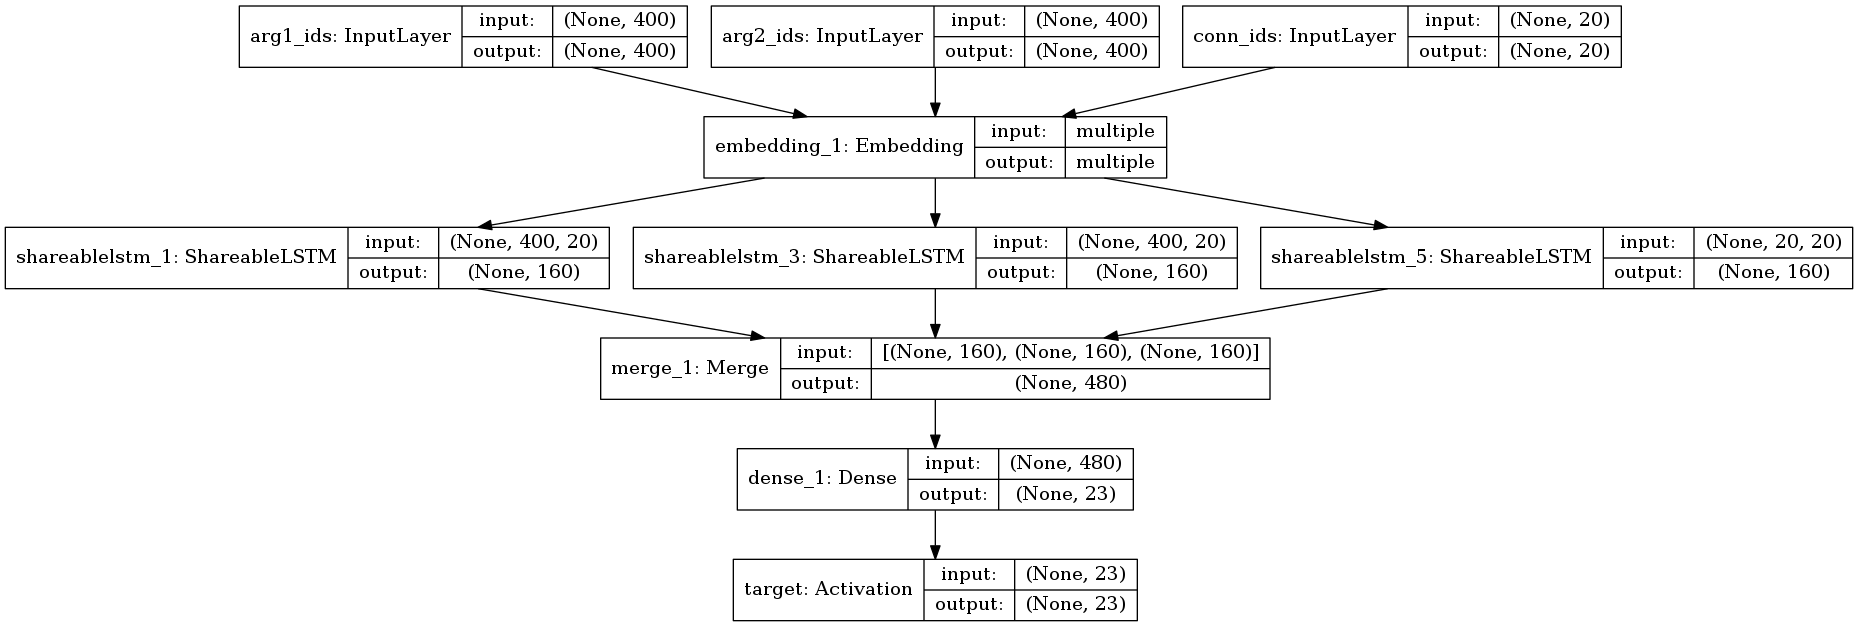 arg1_ids: InputLayer
input: (None, 400)
output: (None, 400)
arg2_ids: InputLayer
input: (None, 400)
output: (None, 400)
conn_ids: InputLayer
input: (None, 20)
output: (None, 20)
embedding_1: Embedding
input: multiple
output: multiple
shareablelstm_1: ShareableLSTM
input: (None, 400, 20)
output: (None, 160)
shareablelstm_3: ShareableLSTM
input: (None, 400, 20)
output: (None, 160)
shareablelstm_5: ShareableLSTM
input: (None, 20, 20)
output: (None, 160)
merge_1: Merge
input: [(None, 160), (None, 160), (None, 160)]
output: (None, 480)
dense_1: Dense
input: (None, 480)
output: (None, 23)
target: Activation
input: (None, 23)
output: (None, 23)